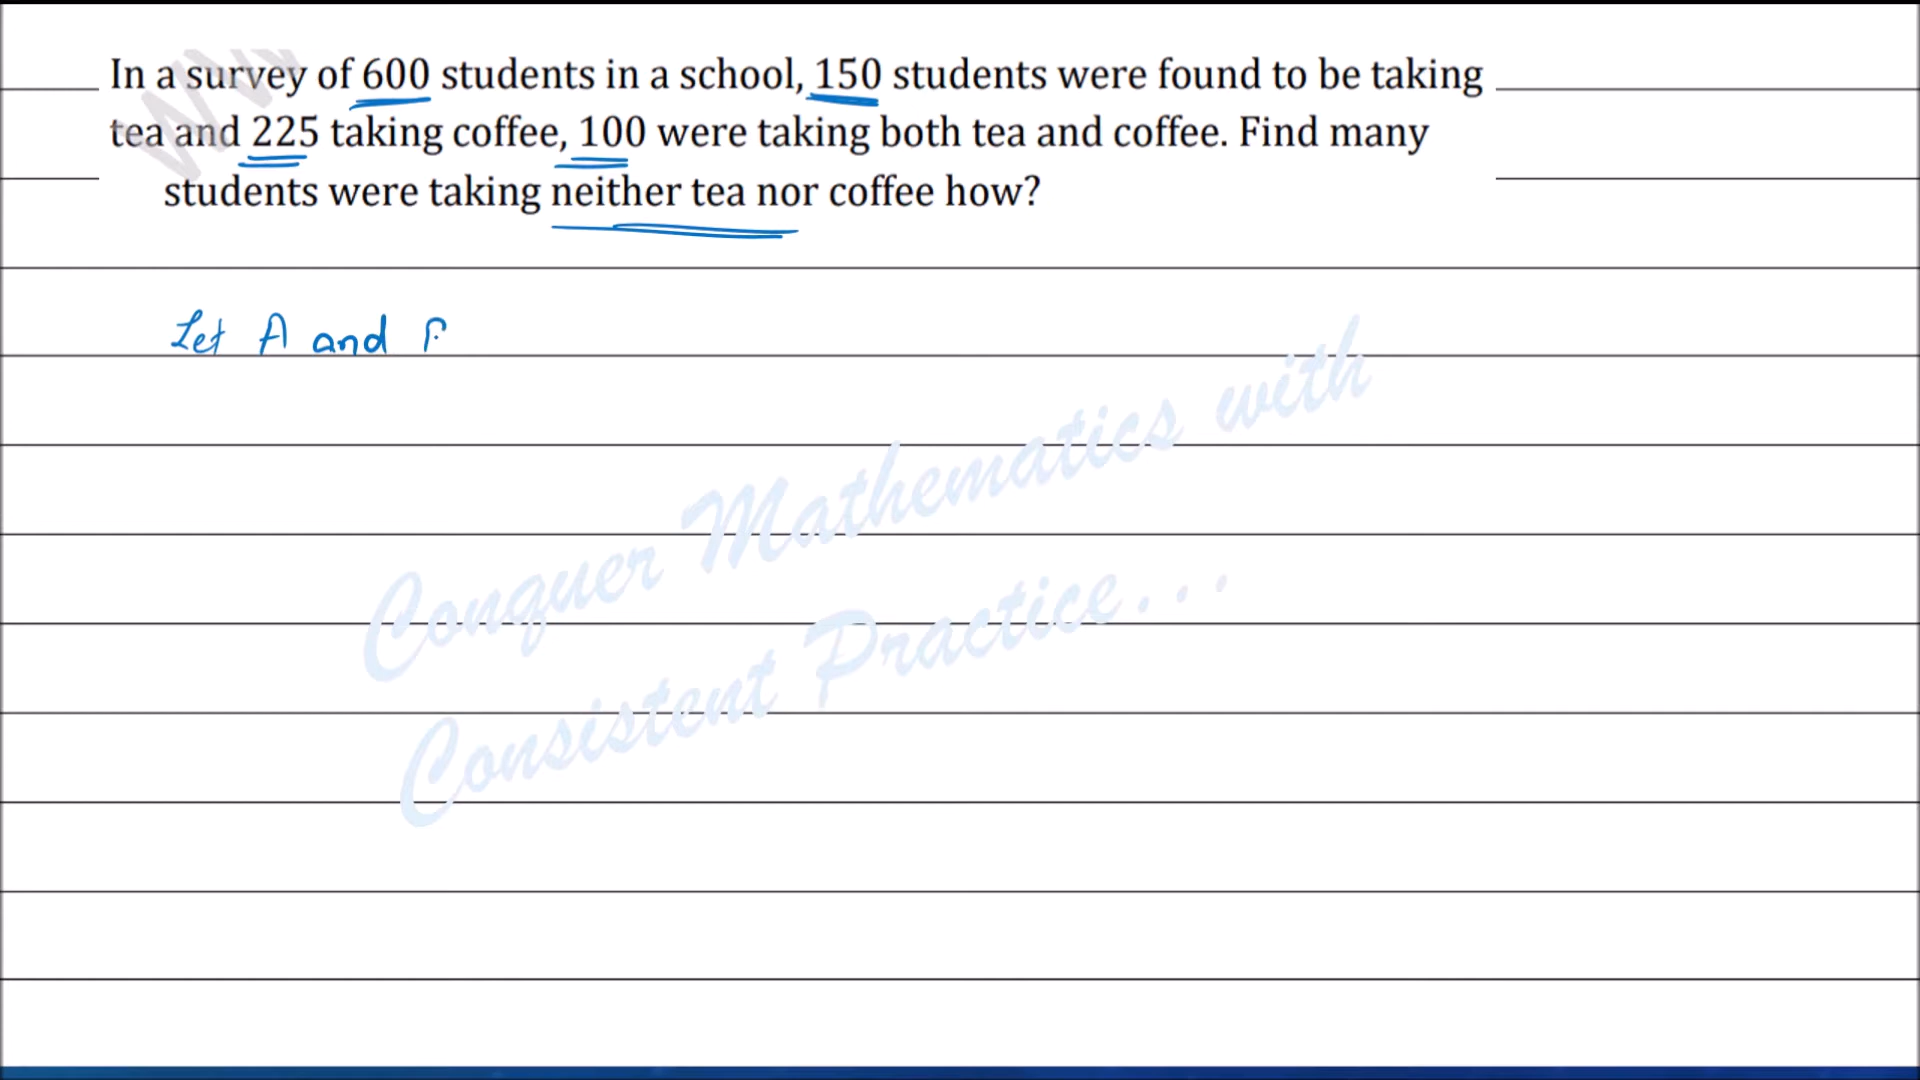 In a survey of 600 students in a school, 150 students were found to be taking
tea and 225 taking coffee, 100 were taking both tea and coffee. Find many
students were taking neither tea nor coffee how?
Let A and
Conquer Mathematics with
Consistent Practice...